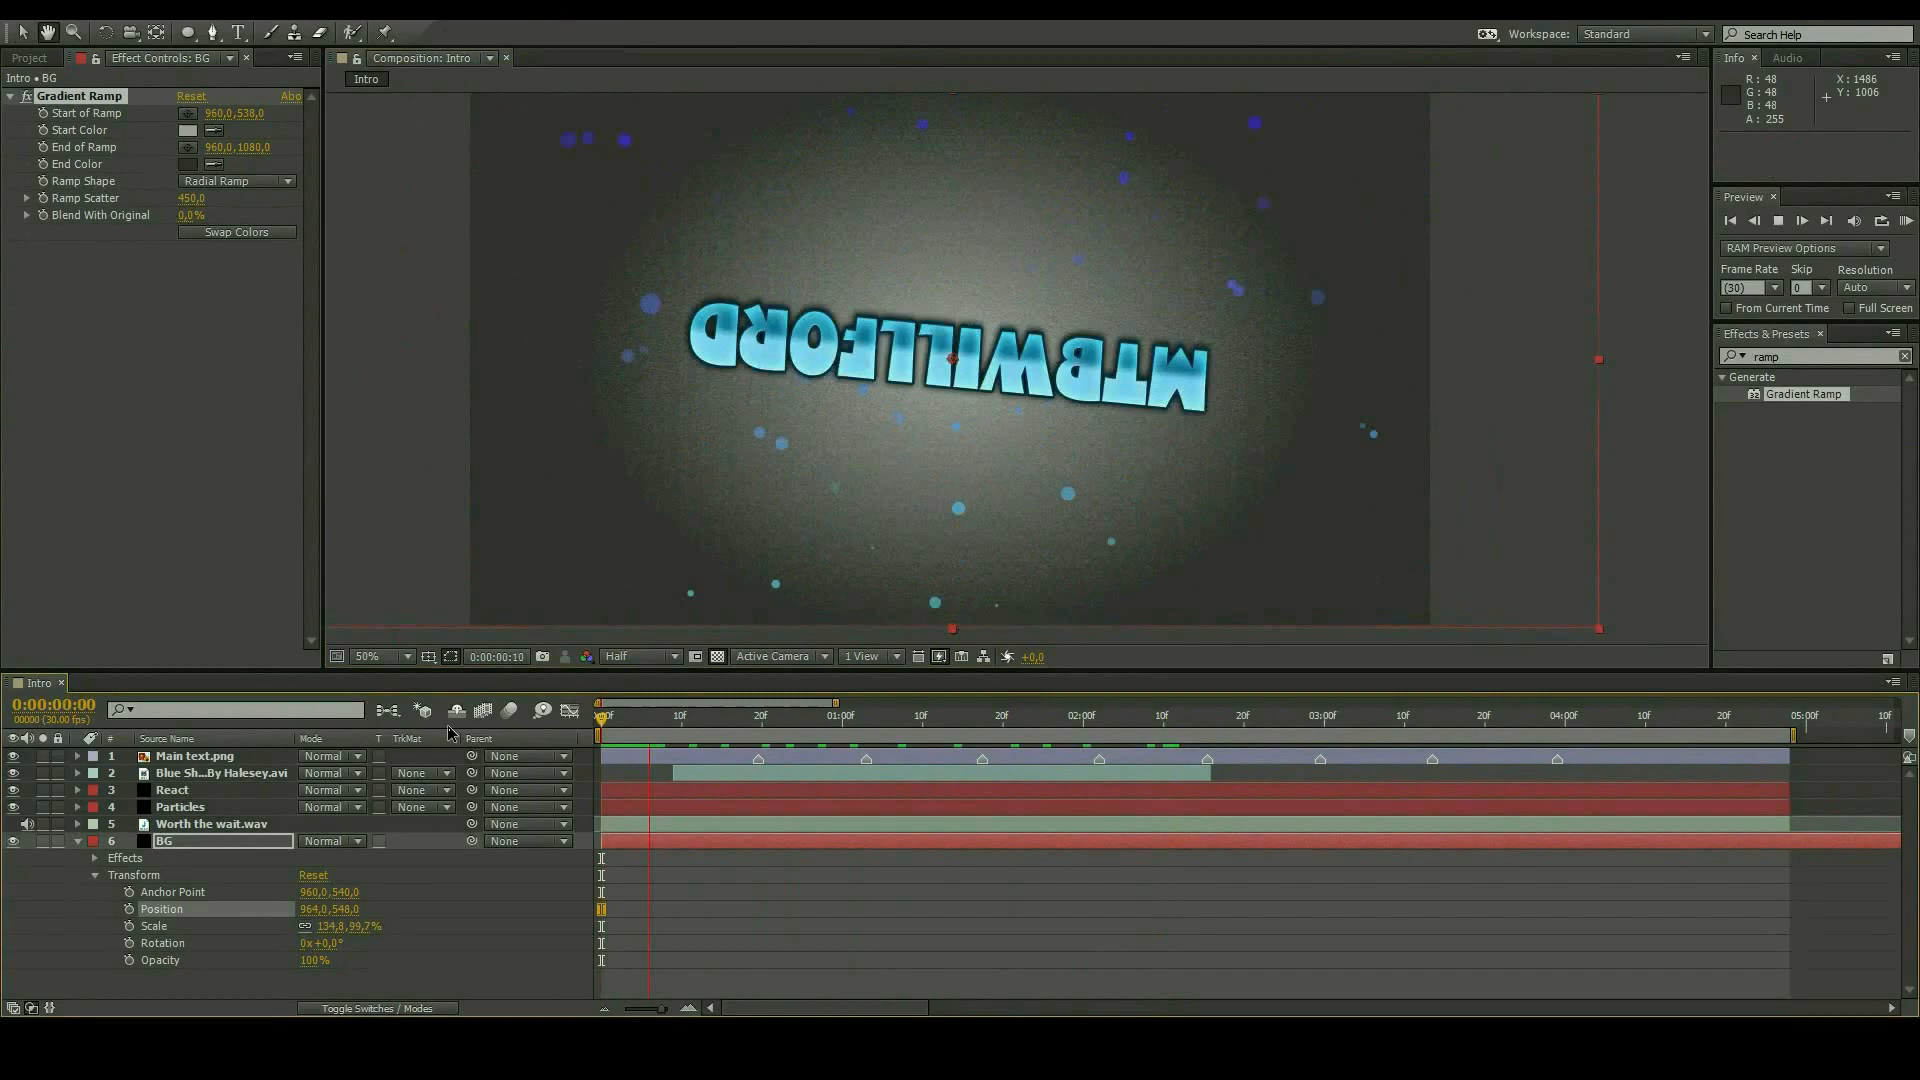 Workspace: Standard Search Help
Project Effect Controls: BG
Composition: Intro
Info Audio
Intro • BG
Intro
Gradient Ramp Reset Abo
Start of Ramp 960,0,538,0
Start Color
End of Ramp 960,0,1080,0
End Color
Ramp Shape Radial Ramp
Ramp Scatter 450,0
Blend With Original 0,0%
Swap Colors
MTBWILLFORD
R: 48 X: 1486
G: 48 Y: 1006
B: 48
A: 255
Preview
RAM Preview Options
Frame Rate Skip Resolution
(30) 0 Auto
From Current Time Full Screen
Effects & Presets
ramp
Generate
32 Gradient Ramp
50% 0:00:00:10 Half Active Camera 1 View +0,0
Intro
0:00:00:00
00000 (30.00 fps)
10f 20f 01:00f 10f 20f 02:00f 10f 20f 03:00f 10f 20f 04:00f 10f 20f 05:00f 10f
# Source Name Mode T TrkMat Parent
1 Main text.png Normal None
2 Blue Sh...By Halesey.avi Normal None None
3 React Normal None None
4 Particles Normal None None
5 Worth the wait.wav None
6 BG Normal None
Effects
Transform Reset
Anchor Point 960,0,540,0
Position 964,0,548,0
Scale 134,8,99,7%
Rotation 0x+0,0°
Opacity 100%
Toggle Switches / Modes